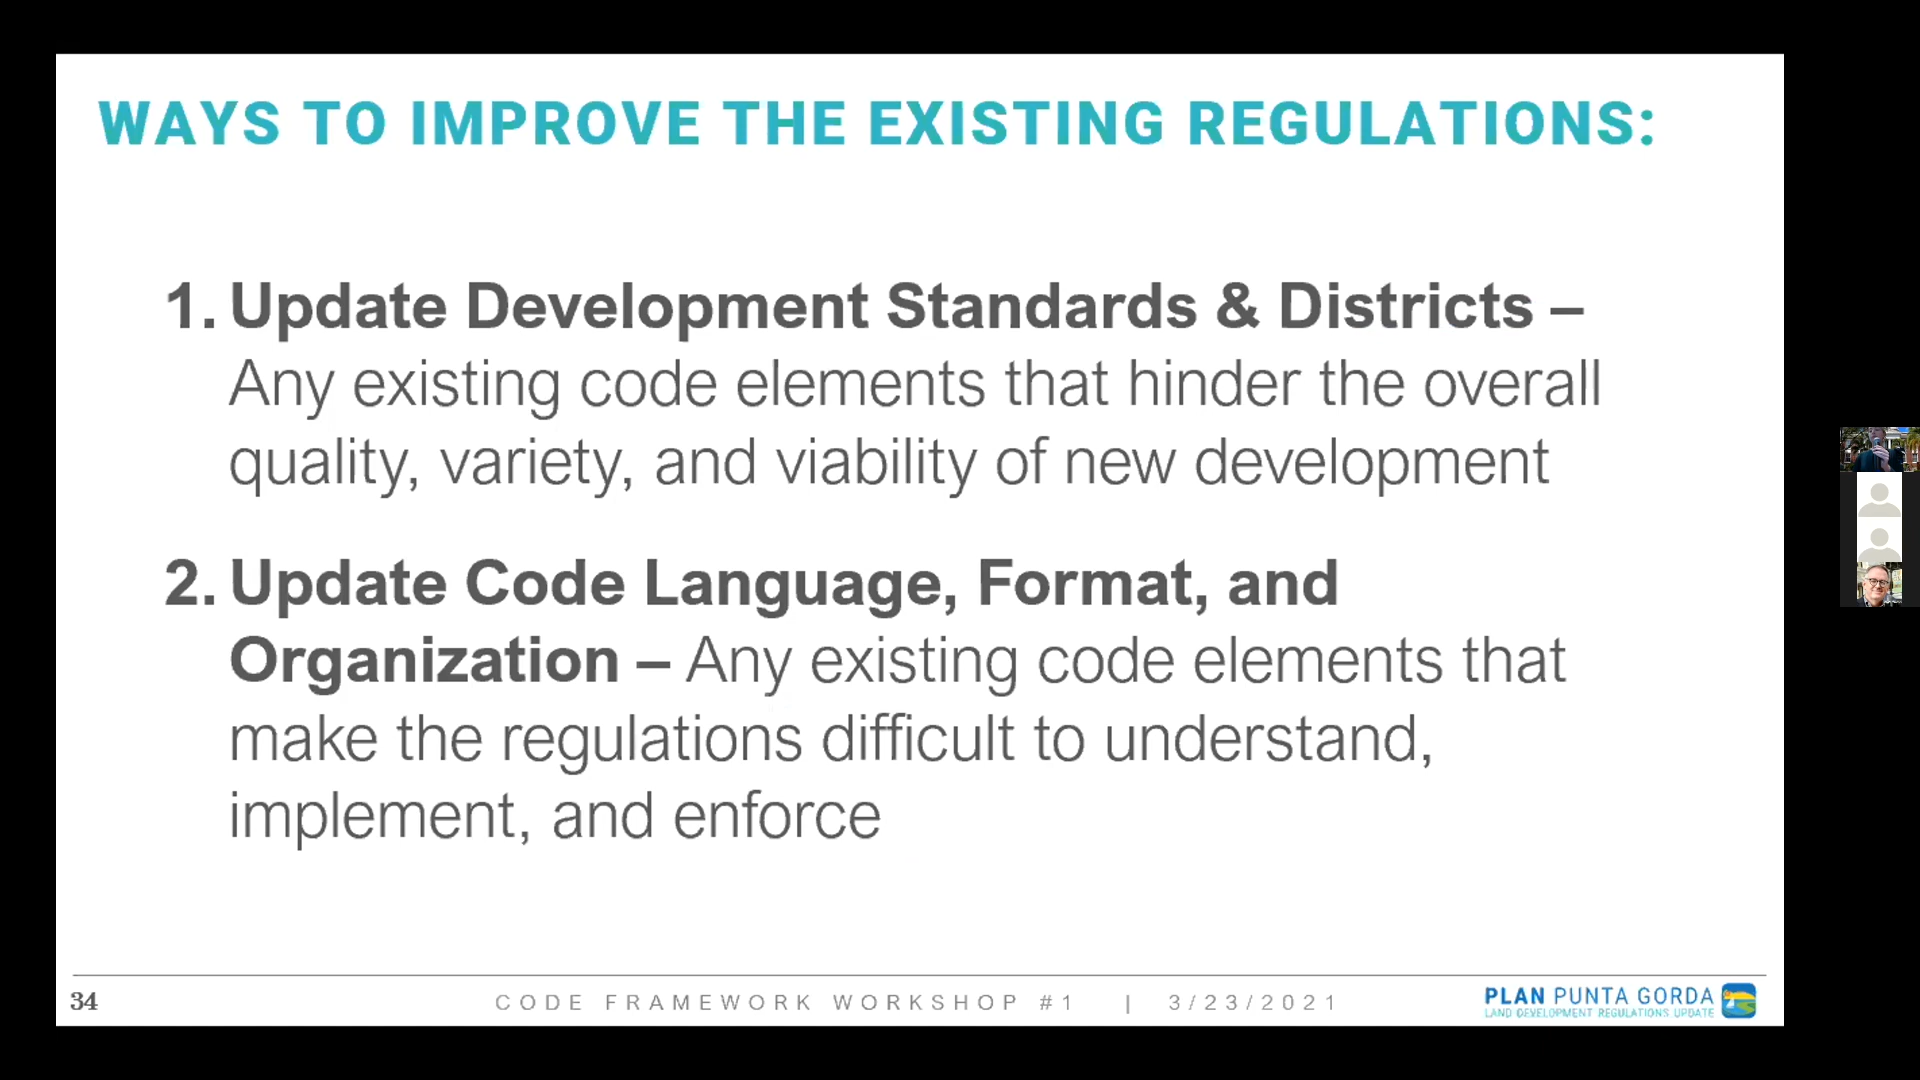 WAYS TO IMPROVE THE EXISTING REGULATIONS:
1. Update Development Standards & Districts –
Any existing code elements that hinder the overall
quality, variety, and viability of new development
2. Update Code Language, Format, and
Organization – Any existing code elements that
make the regulations difficult to understand,
implement, and enforce
34
CODE FRAMEWORK WORKSHOP #1 | 3/23/2021
PLAN PUNTA GORDA
LAND DEVELOPMENT REGULATIONS UPDATE